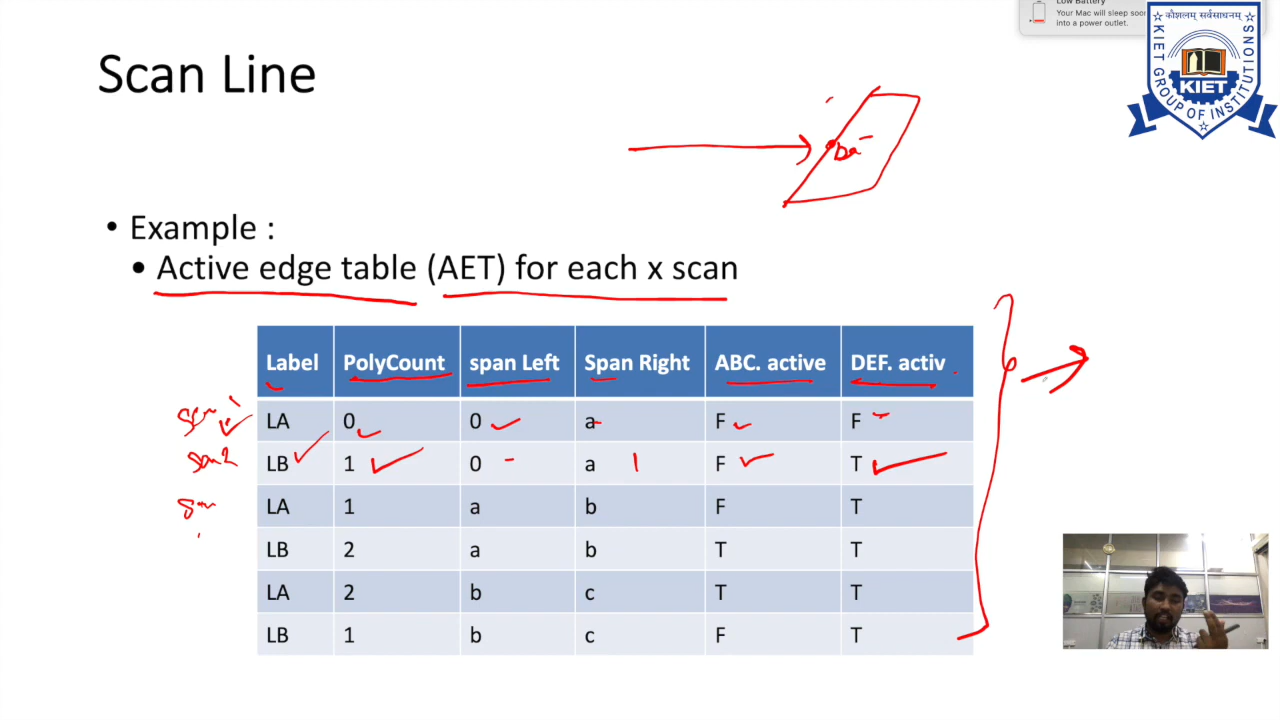 Low Battery
Your Mac will sleep soon
into a power outlet.
कौशलम् सर्वसाधनम्
KIET GROUP OF INSTITUTIONS
KIET
Scan Line
• Example :
• Active edge table (AET) for each x scan
Label PolyCount span Left Span Right ABC. active DEF. activ
LA 0 0 a F F
LB 1 0 a F T
LA 1 a b F T
LB 2 a b T T
LA 2 b c T T
LB 1 b c F T